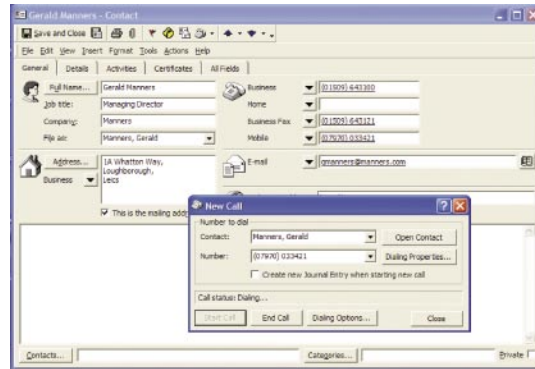 Gerald Manners - Contact
Save and Close
File Edit View Insert Format Tools Actions Help
General Details Activities Certificates All Fields
Full Name... Gerald Manners Business (01509) 643100
Job title: Managing Director Home
Company: Manners Business Fax (01509) 643121
File as: Manners, Gerald Mobile (07970) 033421
Address... 1A Whatton Way, E-mail gmanners@manners.com
Loughborough,
Business Leics
This is the mailing
New Call
Number to dial
Contact: Manners, Gerald Open Contact
Number: (07970) 033421 Dialing Properties...
Create new Journal Entry when starting new call
Call status: Dialing...
Start Call End Call Dialing Options... Close
Contacts... Categories... Private